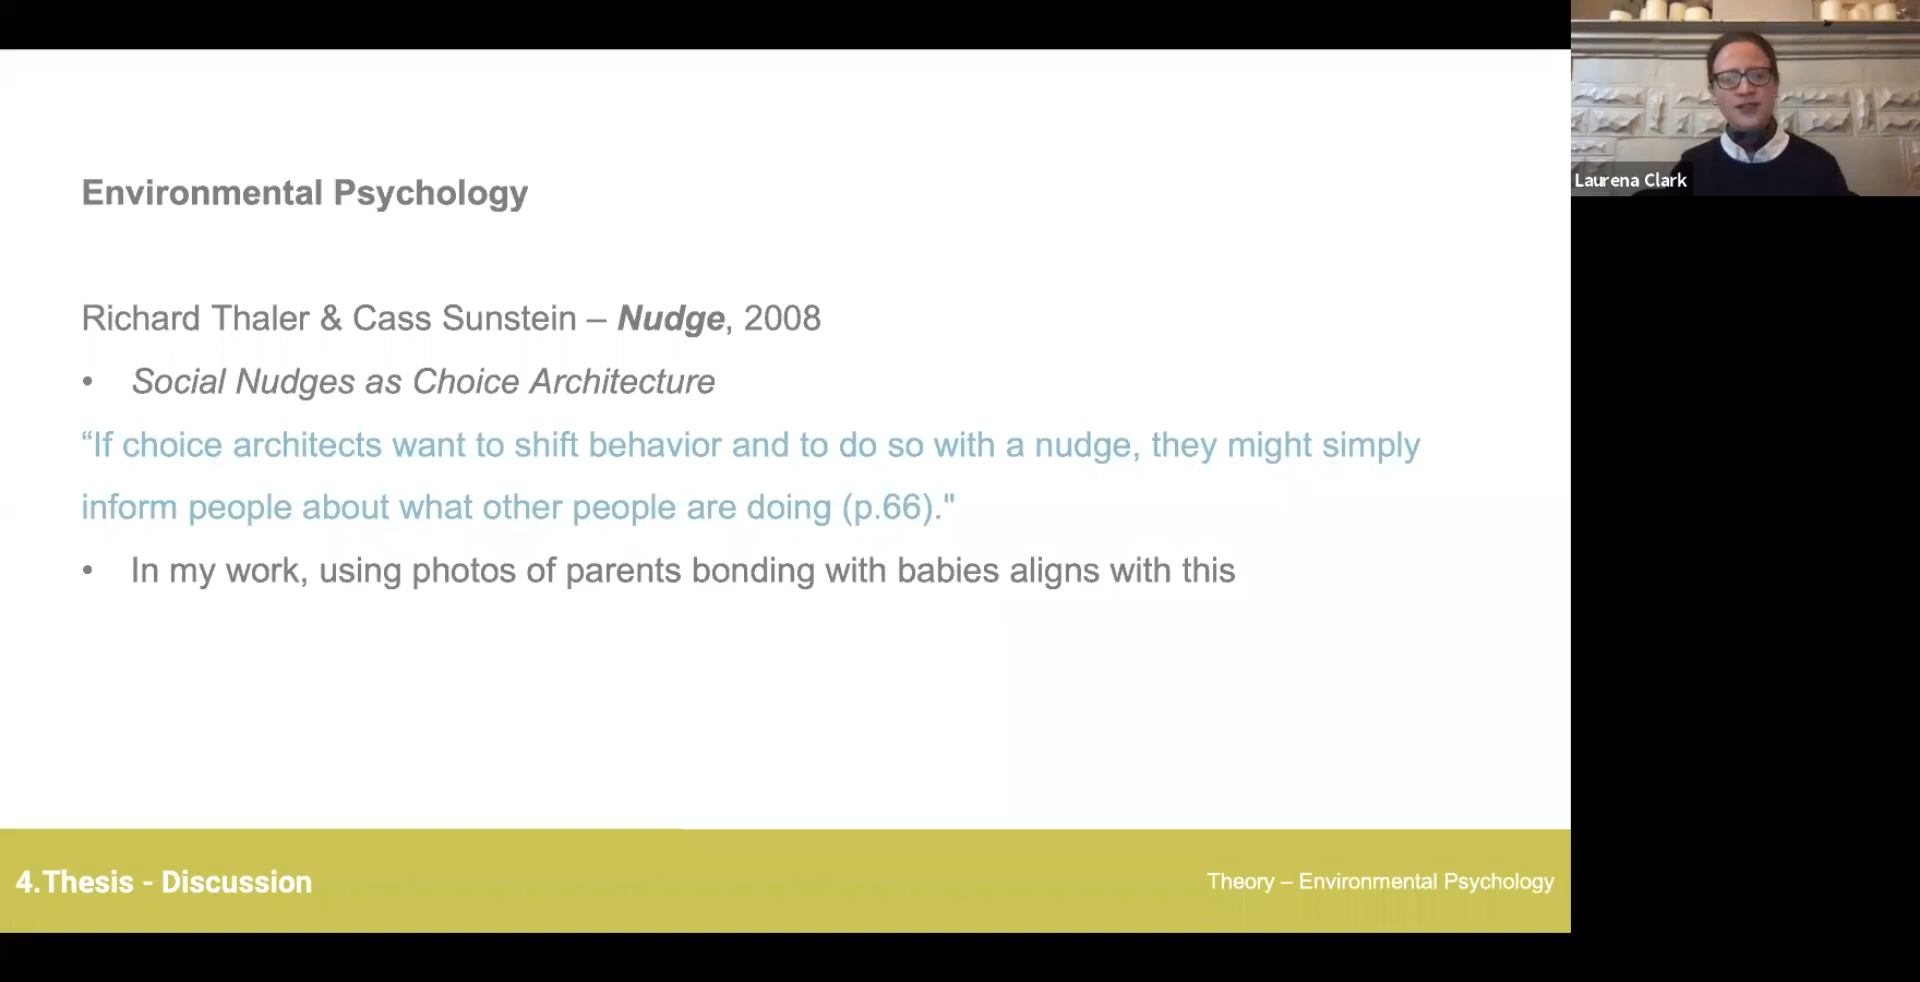 Environmental Psychology
Richard Thaler & Cass Sunstein – Nudge, 2008
• Social Nudges as Choice Architecture
“If choice architects want to shift behavior and to do so with a nudge, they might simply
inform people about what other people are doing (p.66)."
• In my work, using photos of parents bonding with babies aligns with this
4.Thesis - Discussion
Theory – Environmental Psychology
Laurena Clark